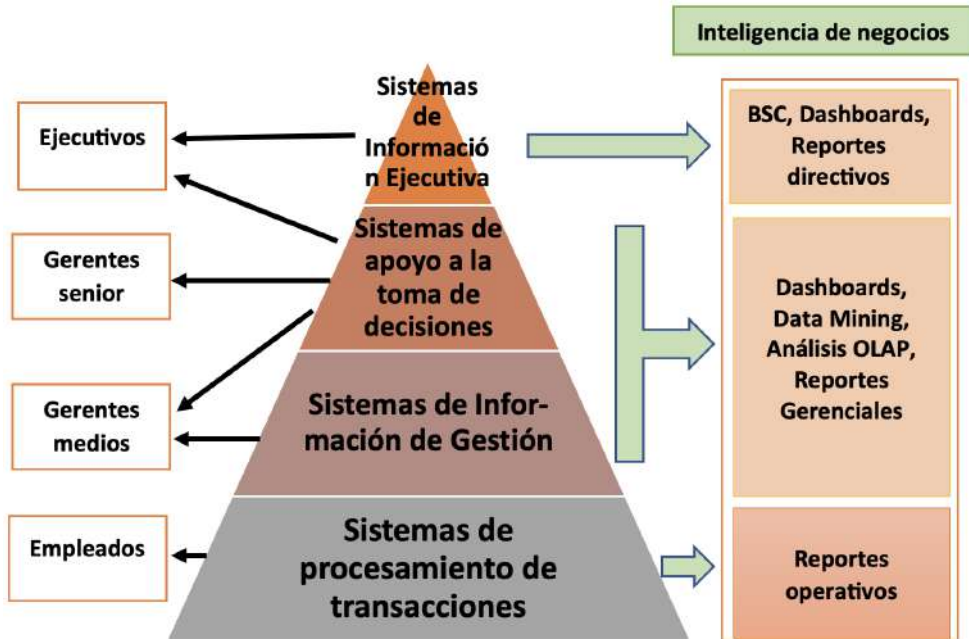 Inteligencia de negocios
Sistemas
de
Informació
n Ejecutiva
Ejecutivos
BSC, Dashboards,
Reportes
directivos
Sistemas de
apoyo a la
toma de
decisiones
Gerentes
senior
Dashboards,
Data Mining,
Análisis OLAP,
Reportes
Gerenciales
Sistemas de Infor-
mación de Gestión
Gerentes
medios
Sistemas de
procesamiento de
transacciones
Empleados
Reportes
operativos